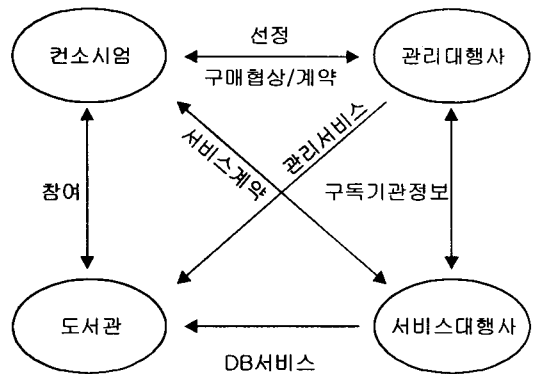 컨소시엄
선정
구매협상/계약
관리대행사
서비스계약
관리서비스
참여
구독기관정보
도서관
DB서비스
서비스대행사